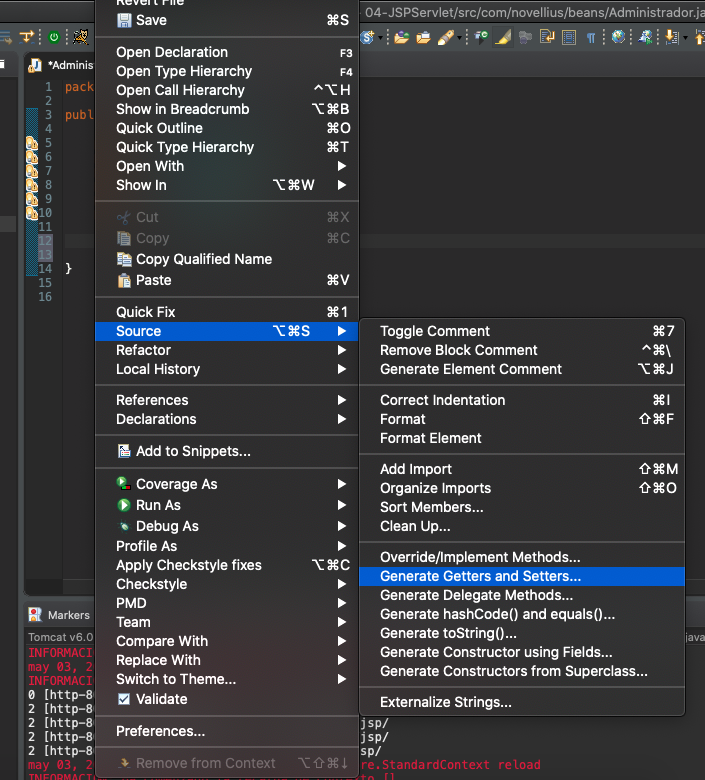 Revert File
Save ⌘S
04-JSPServlet/src/com/novellius/beans/Administrador.ja
Open Declaration F3
Open Type Hierarchy F4
Open Call Hierarchy ^⌥H
Show in Breadcrumb ⌥⌘B
Quick Outline ⌘O
Quick Type Hierarchy ⌘T
Open With
Show In ⌥⌘W
Cut ⌘X
Copy ⌘C
Copy Qualified Name
Paste ⌘V
Quick Fix ⌘1
Source ⌥⌘S
Refactor
Local History
References
Declarations
Add to Snippets...
Coverage As
Run As
Debug As
Profile As
Apply Checkstyle fixes ⌥⌘C
Checkstyle
PMD
Team
Compare With
Replace With
Switch to Theme...
Validate
Preferences...
Remove from Context ⌥⇧⌘↓
Toggle Comment ⌘7
Remove Block Comment ^⌘\
Generate Element Comment ⌥⌘J
Correct Indentation ⌘I
Format ⇧⌘F
Format Element
Add Import ⇧⌘M
Organize Imports ⇧⌘O
Sort Members...
Clean Up...
Override/Implement Methods...
Generate Getters and Setters...
Generate Delegate Methods...
Generate hashCode() and equals()...
Generate toString()...
Generate Constructor using Fields...
Generate Constructors from Superclass...
Externalize Strings...
*Adminis
1 pack
2
3 publ
4
5
6
7
8
9
10
11
12
13
14 }
15
16
Markers
Tomcat v6.0 java
INFORMACI
may 03, 2
INFORMACI
0 [http-8
2 [http-8
2 [http-8 jsp/
2 [http-8 jsp/
2 [http-8 sp/
may 03, 2 re.StandardContext reload
INFORMACI